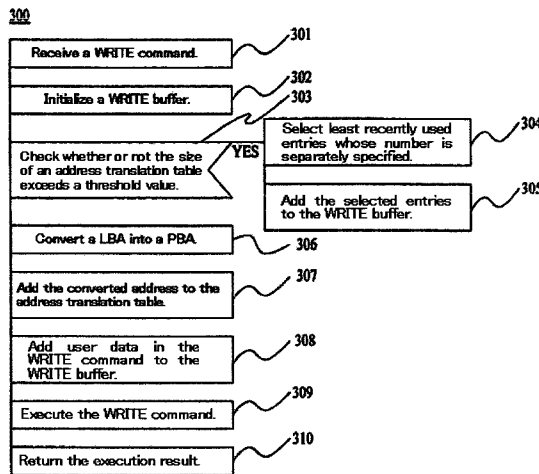 300
Receive a WRITE command.
301
Initialize a WRITE buffer.
302
303
Check whether or not the size
of an address translation table
exceeds a threshold value.
YES
Select least recently used
entries whose number is
separately specified.
304
Add the selected entries
to the WRITE buffer.
305
Convert a LBA into a PBA.
306
Add the converted address to the
address translation table.
307
Add user data in the
WRITE command to the
WRITE buffer.
308
Execute the WRITE command.
309
Return the execution result.
310